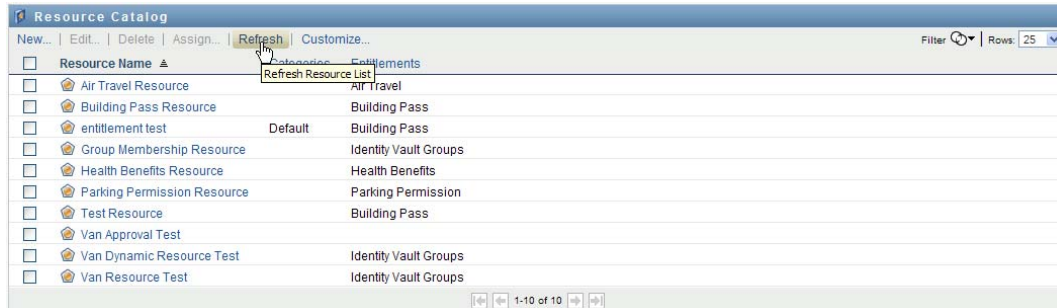 Resource Catalog
New... | Edit... | Delete | Assign... | Refresh | Customize... Filter Rows: 25
Resource Name Categories Entitlements
Refresh Resource List
Air Travel Resource Air Travel
Building Pass Resource Building Pass
entitlement test Default Building Pass
Group Membership Resource Identity Vault Groups
Health Benefits Resource Health Benefits
Parking Permission Resource Parking Permission
Test Resource Building Pass
Van Approval Test
Van Dynamic Resource Test Identity Vault Groups
Van Resource Test Identity Vault Groups
1-10 of 10